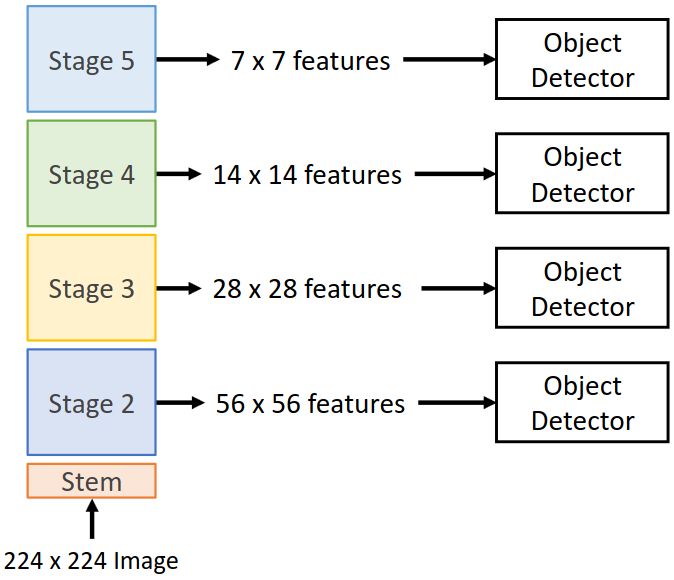 Stage 5
7 x 7 features
Object
Detector
Stage 4
14 x 14 features
Object
Detector
Stage 3
28 x 28 features
Object
Detector
Stage 2
56 x 56 features
Object
Detector
Stem
224 x 224 Image